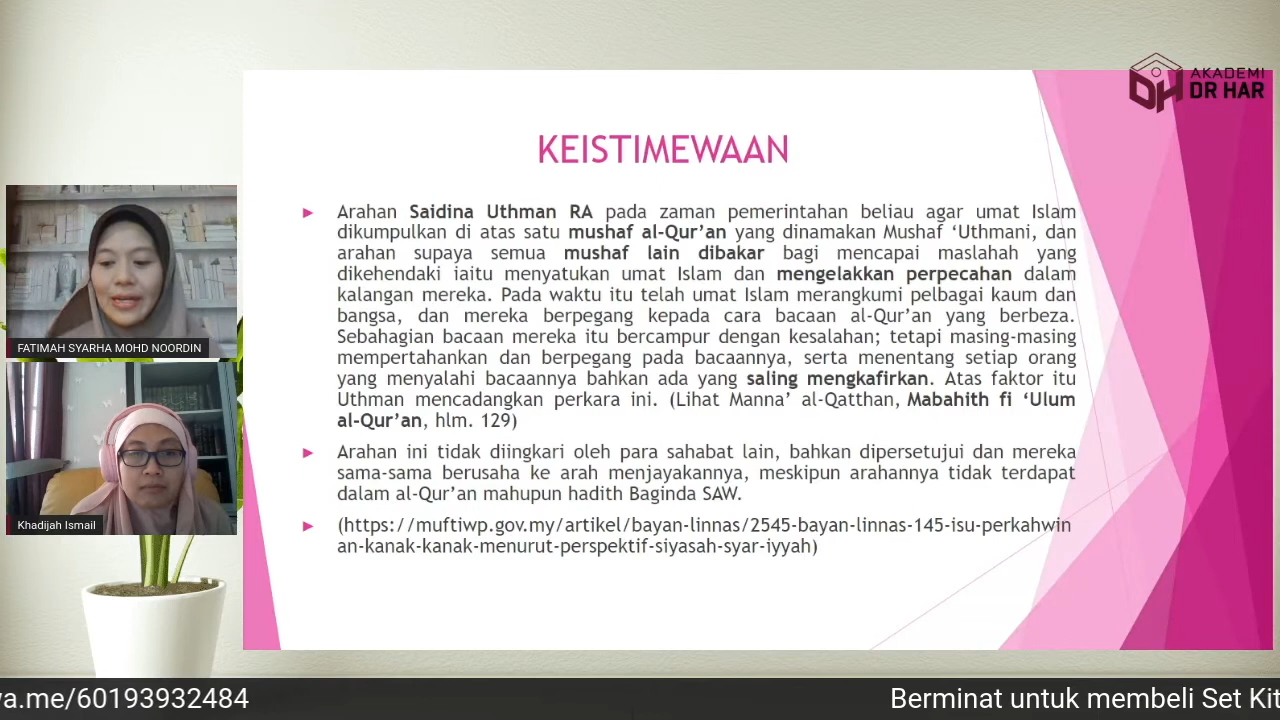 AKADEMI
DR HAR
KEISTIMEWAAN
Arahan Saidina Uthman RA pada zaman pemerintahan beliau agar umat Islam
dikumpulkan di atas satu mushaf al-Qur’an yang dinamakan Mushaf ‘Uthmani, dan
arahan supaya semua mushaf lain dibakar bagi mencapai maslahah yang
dikehendaki iaitu menyatukan umat Islam dan mengelakkan perpecahan dalam
kalangan mereka. Pada waktu itu telah umat Islam merangkumi pelbagai kaum dan
bangsa, dan mereka berpegang kepada cara bacaan al-Qur’an yang berbeza.
Sebahagian bacaan mereka itu bercampur dengan kesalahan; tetapi masing-masing
mempertahankan dan berpegang pada bacaannya, serta menentang setiap orang
yang menyalahi bacaannya bahkan ada yang saling mengkafirkan. Atas faktor itu
Uthman mencadangkan perkara ini. (Lihat Manna’ al-Qatthan, Mabahith fi ‘Ulum
al-Qur’an, hlm. 129)
Arahan ini tidak diingkari oleh para sahabat lain, bahkan dipersetujui dan mereka
sama-sama berusaha ke arah menjayakannya, meskipun arahannya tidak terdapat
dalam al-Qur’an mahupun hadith Baginda SAW.
(https://muftiwp.gov.my/artikel/bayan-linnas/2545-bayan-linnas-145-isu-perkahwin
an-kanak-kanak-menurut-perspektif-siyasah-syar-iyyah)
FATIMAH SYARHA MOHD NOORDIN
Khadijah Ismail
wa.me/60193932484
Berminat untuk membeli Set Kit